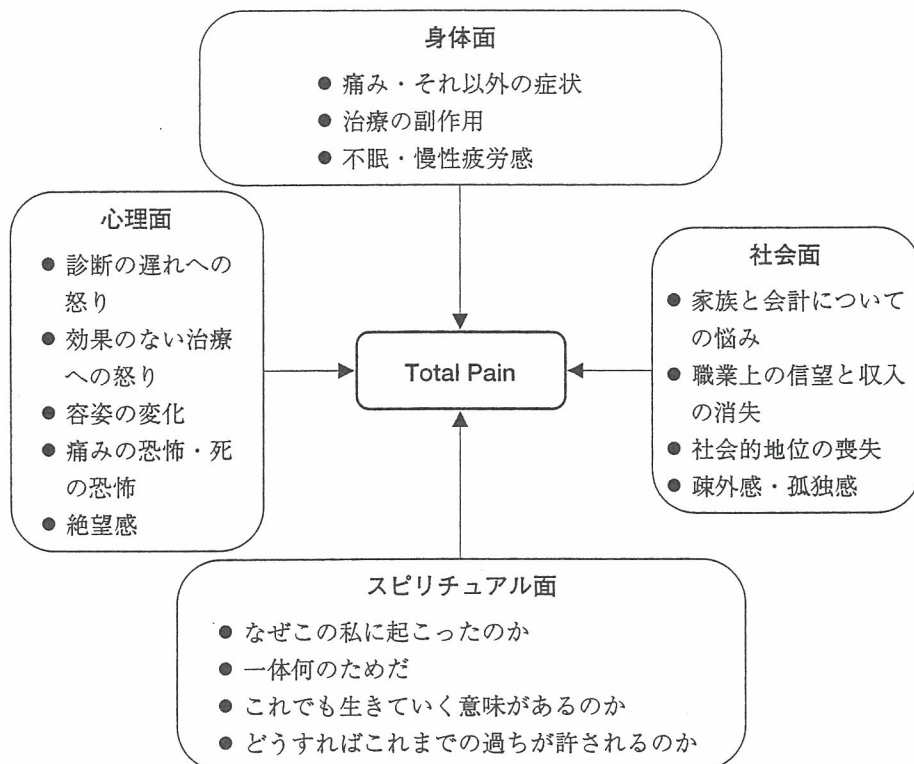 身体面
● 痛み・それ以外の症状
● 治療の副作用
● 不眠・慢性疲労感
心理面
● 診断の遅れへの
怒り
● 効果のない治療
への怒り
● 容姿の変化
● 痛みの恐怖・死
の恐怖
● 絶望感
Total Pain
社会面
● 家族と会計について
の悩み
● 職業上の信望と収入
の消失
● 社会的地位の喪失
● 疎外感・孤独感
スピリチュアル面
● なぜこの私に起こったのか
● 一体何のためだ
● これでも生きていく意味があるのか
● どうすればこれまでの過ちが許されるのか